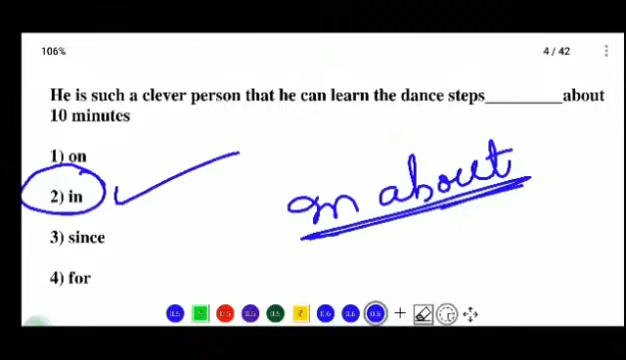 106%
4 / 42
He is such a clever person that he can learn the dance steps_________about
10 minutes
1) on
2) in
in about
3) since
4) for